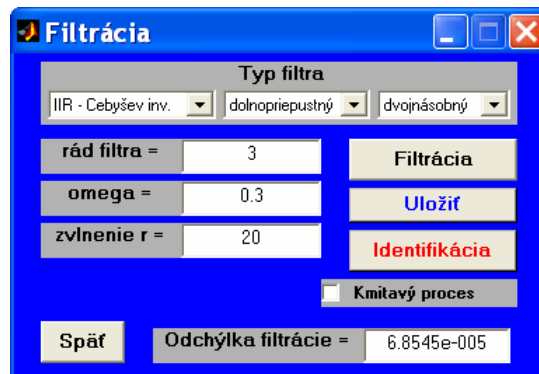 Filtrácia
Typ filtra
IIR - Čebyšev inv. dolnopriepustný dvojnásobný
rád filtra = 3 Filtrácia
omega = 0.3 Uložiť
zvlnenie r = 20 Identifikácia
Kmitavý proces
Späť Odchýlka filtrácie = 6.8545e-005